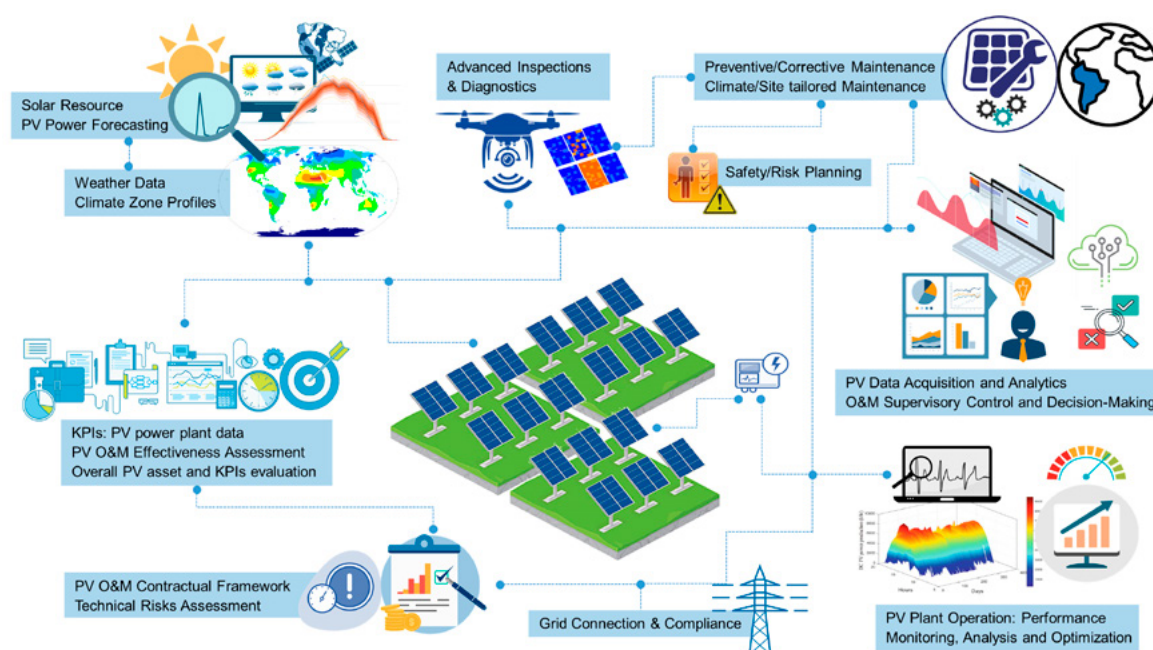 Solar Resource
PV Power Forecasting
Weather Data
Climate Zone Profiles
Advanced Inspections
& Diagnostics
Preventive/Corrective Maintenance
Climate/Site tailored Maintenance
Safety/Risk Planning
PV Data Acquisition and Analytics
O&M Supervisory Control and Decision-Making
KPIs: PV power plant data
PV O&M Effectiveness Assessment
Overall PV asset and KPIs evaluation
PV O&M Contractual Framework
Technical Risks Assessment
Grid Connection & Compliance
Hours
Days
PV Plant Operation: Performance
Monitoring, Analysis and Optimization